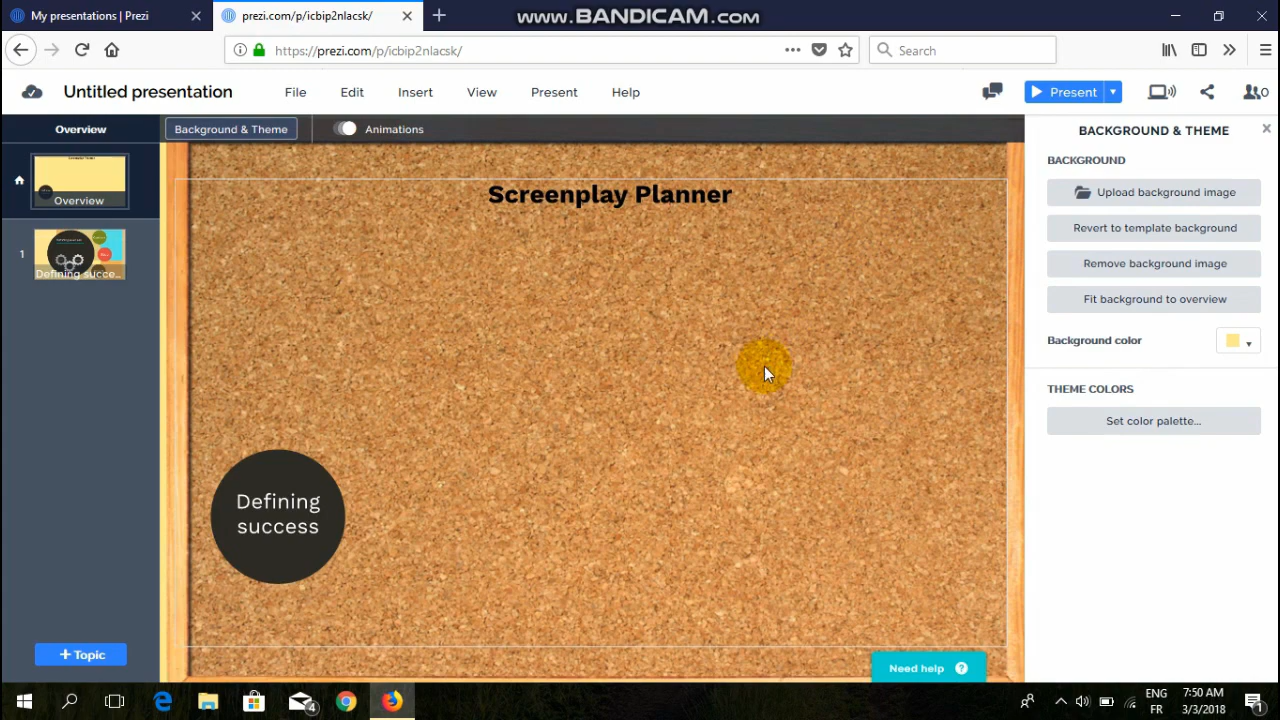 My presentations | Prezi
prezi.com/p/icbip2nlacsk/
www.BANDICAM.com
https://prezi.com/p/icbip2nlacsk/
Search
Untitled presentation
File
Edit
Insert
View
Present
Help
Present
0
Overview
Background & Theme
Animations
BACKGROUND & THEME
BACKGROUND
Upload background image
Revert to template background
Remove background image
Fit background to overview
Background color
THEME COLORS
Set color palette...
Overview
1
Defining succe...
Screenplay Planner
Defining
success
+ Topic
Need help ?
4
ENG
FR
7:50 AM
3/3/2018
1